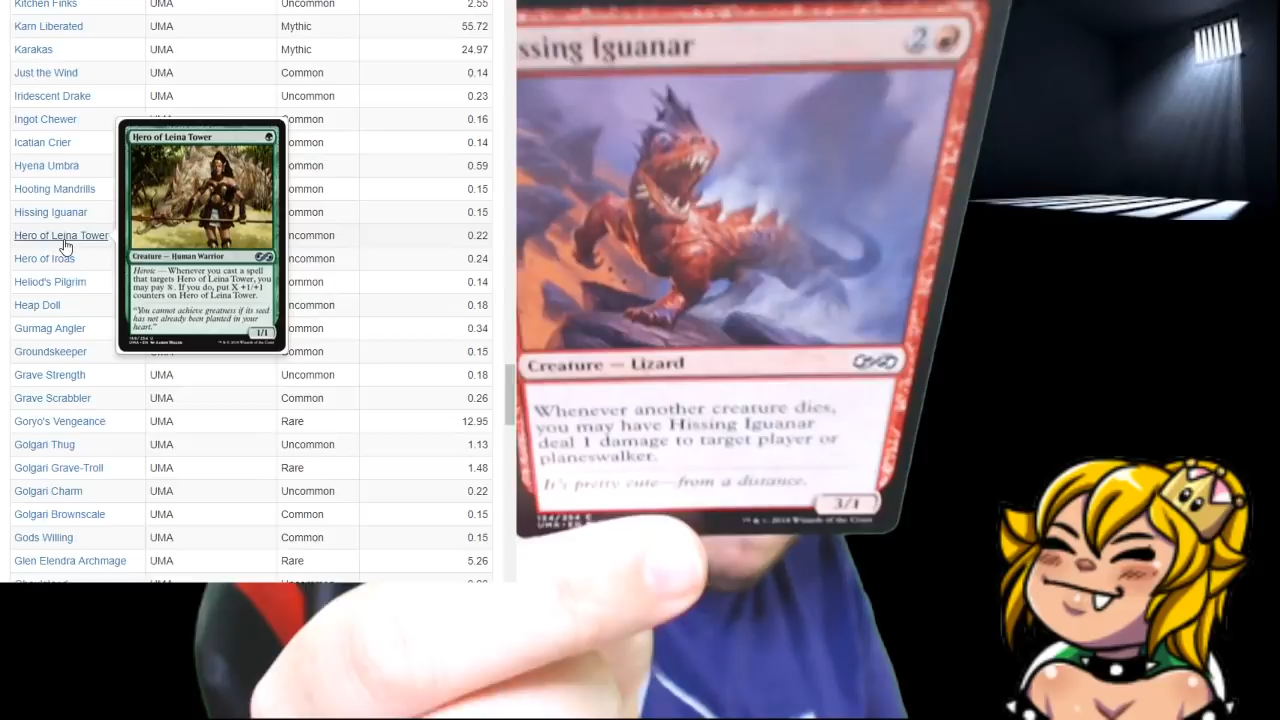 Kitchen Finks UMA Uncommon 2.55
Karn Liberated UMA Mythic 55.72
Karakas UMA Mythic 24.97
Just the Wind UMA Common 0.14
Iridescent Drake UMA Uncommon 0.23
Ingot Chewer ommon 0.16
Icatian Crier ommon 0.14
Hyena Umbra ommon 0.59
Hooting Mandrills ommon 0.15
Hissing Iguanar ommon 0.15
Hero of Leina Tower ncommon 0.22
Hero of Iroas ncommon 0.24
Heliod's Pilgrim ommon 0.14
Heap Doll ncommon 0.18
Gurmag Angler ommon 0.34
Groundskeeper ommon 0.15
Grave Strength UMA Uncommon 0.18
Grave Scrabbler UMA Common 0.26
Goryo's Vengeance UMA Rare 12.95
Golgari Thug UMA Uncommon 1.13
Golgari Grave-Troll UMA Rare 1.48
Golgari Charm UMA Uncommon 0.22
Golgari Brownscale UMA Common 0.15
Gods Willing UMA Common 0.15
Glen Elendra Archmage UMA Rare 5.26
Hero of Leina Tower
Creature — Human Warrior
Heroic — Whenever you cast a spell
that targets Hero of Leina Tower, you
may pay X. If you do, put X +1/+1
counters on Hero of Leina Tower.
"You cannot achieve greatness if its seed
has not already been planted in your
heart."
1/1
ssing Iguanar 2
Creature — Lizard
Whenever another creature dies,
you may have Hissing Iguanar
deal 1 damage to target player or
planeswalker.
It's pretty cute—from a distance.
3/1